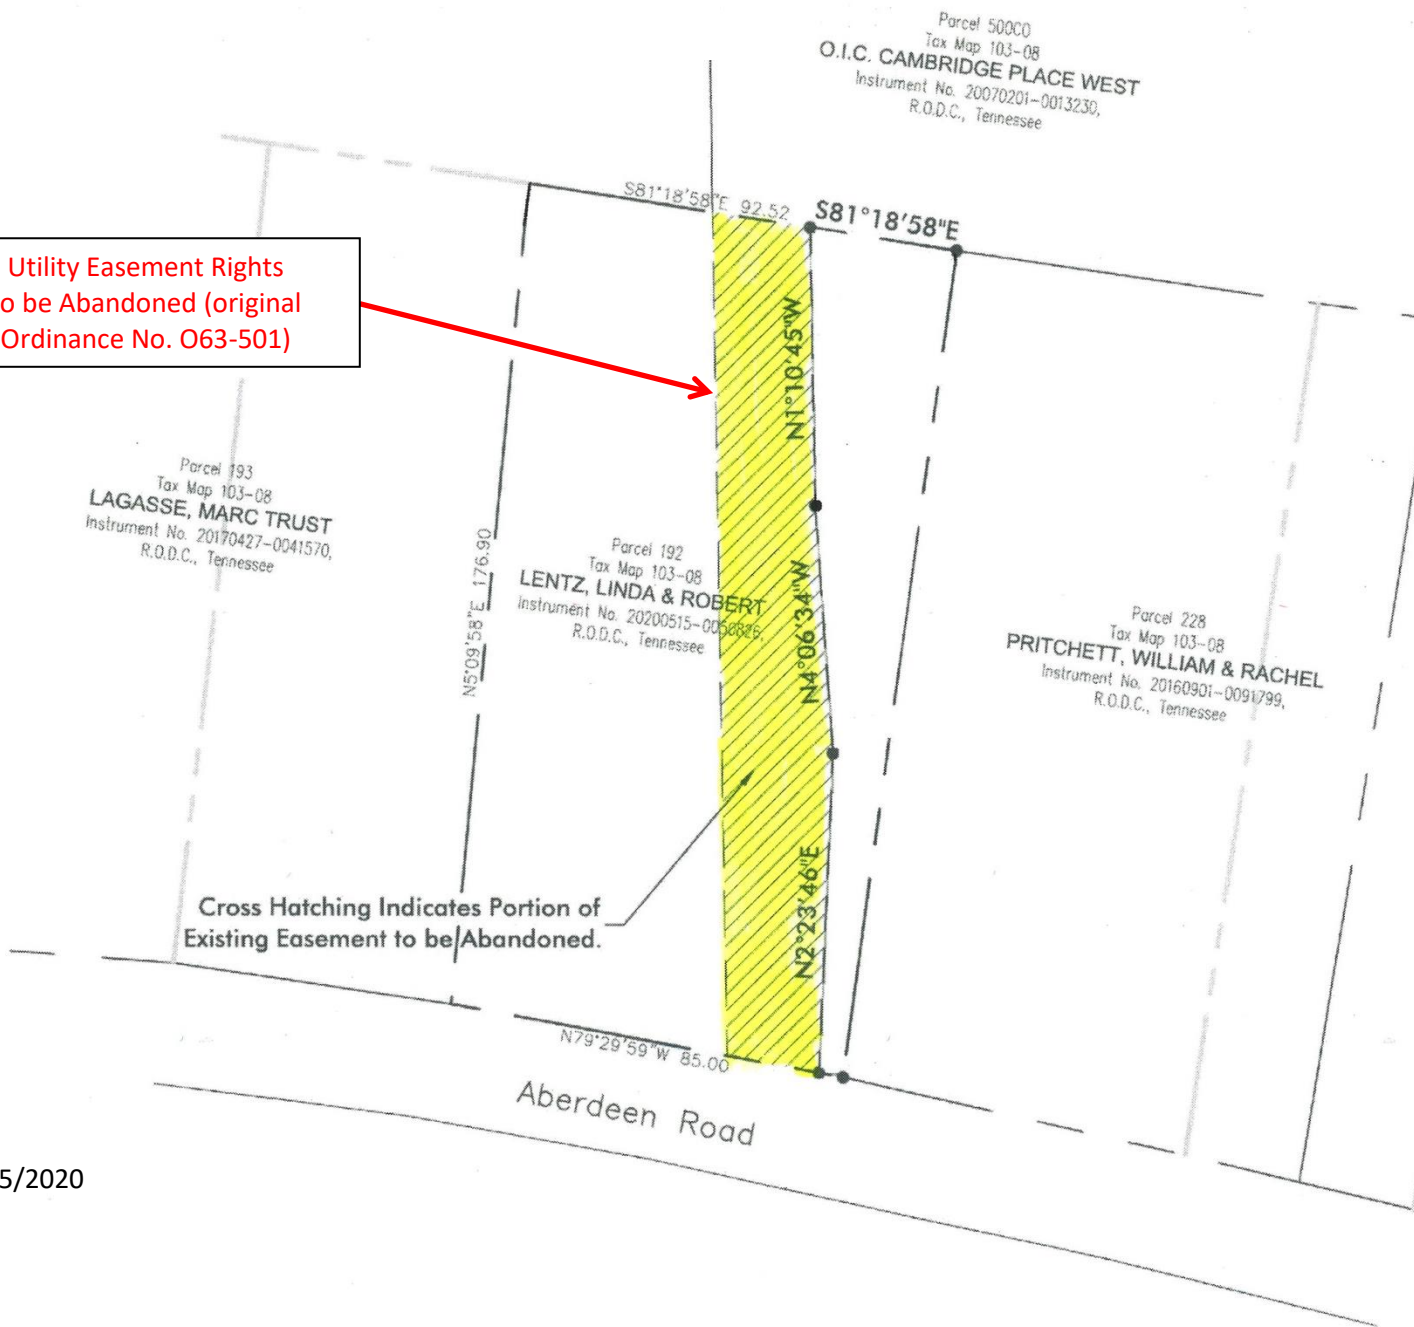 Parcel 500C0
Tax Map 103-08
O.I.C. CAMBRIDGE PLACE WEST
Instrument No. 20070201-0013230,
R.O.D.C., Tennessee
S81°18'58"E 92.52
S81°18'58"E
Utility Easement Rights
o be Abandoned (original
Ordinance No. O63-501)
N1°10'45"W
Parcel 193
Tax Map 103-08
LAGASSE, MARC TRUST
Instrument No. 20170427-0041570,
R.O.D.C., Tennessee
N5°09'58"E 176.90
Parcel 192
Tax Map 103-08
LENTZ, LINDA & ROBERT
Instrument No. 20200515-0050826,
R.O.D.C., Tennessee
N4°06'34"W
Parcel 228
Tax Map 103-08
PRITCHETT, WILLIAM & RACHEL
Instrument No. 20160901-0091799,
R.O.D.C., Tennessee
N2°23'46"E
Cross Hatching Indicates Portion of
Existing Easement to be Abandoned.
N79°29'59"W 85.00
Aberdeen Road
5/2020